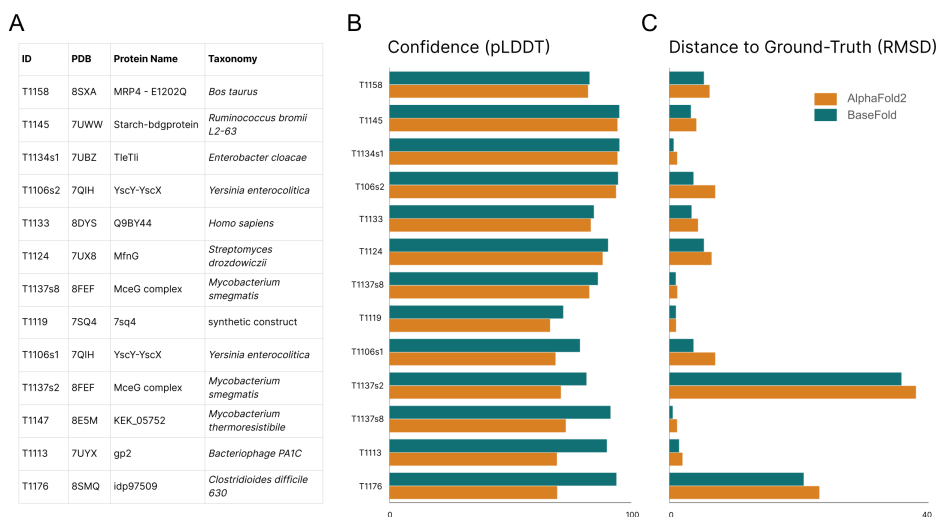 A
ID PDB Protein Name Taxonomy
T1158 8SXA MRP4 - E1202Q Bos taurus
T1145 7UWW Starch-bdgprotein Ruminococcus bromii
L2-63
T1134s1 7UBZ TleTli Enterobacter cloacae
T1106s2 7QIH YscY-YscX Yersinia enterocolitica
T1133 8DYS Q9BY44 Homo sapiens
T1124 7UX8 MfnG Streptomyces
drozdowiczii
T1137s8 8FEF MceG complex Mycobacterium
smegmatis
T1119 7SQ4 7sq4 synthetic construct
T1106s1 7QIH YscY-YscX Yersinia enterocolitica
T1137s2 8FEF MceG complex Mycobacterium
smegmatis
T1147 8E5M KEK_05752 Mycobacterium
thermoresistibile
T1113 7UYX gp2 Bacteriophage PA1C
T1176 8SMQ idp97509 Clostridioides difficile
630
B
Confidence (pLDDT)
T1158
T1145
T1134s1
T106s2
T1133
T1124
T1137s8
T1119
T1106s1
T1137s2
T1137s8
T1113
T1176
0 100
C
Distance to Ground-Truth (RMSD)
AlphaFold2
BaseFold
0 40